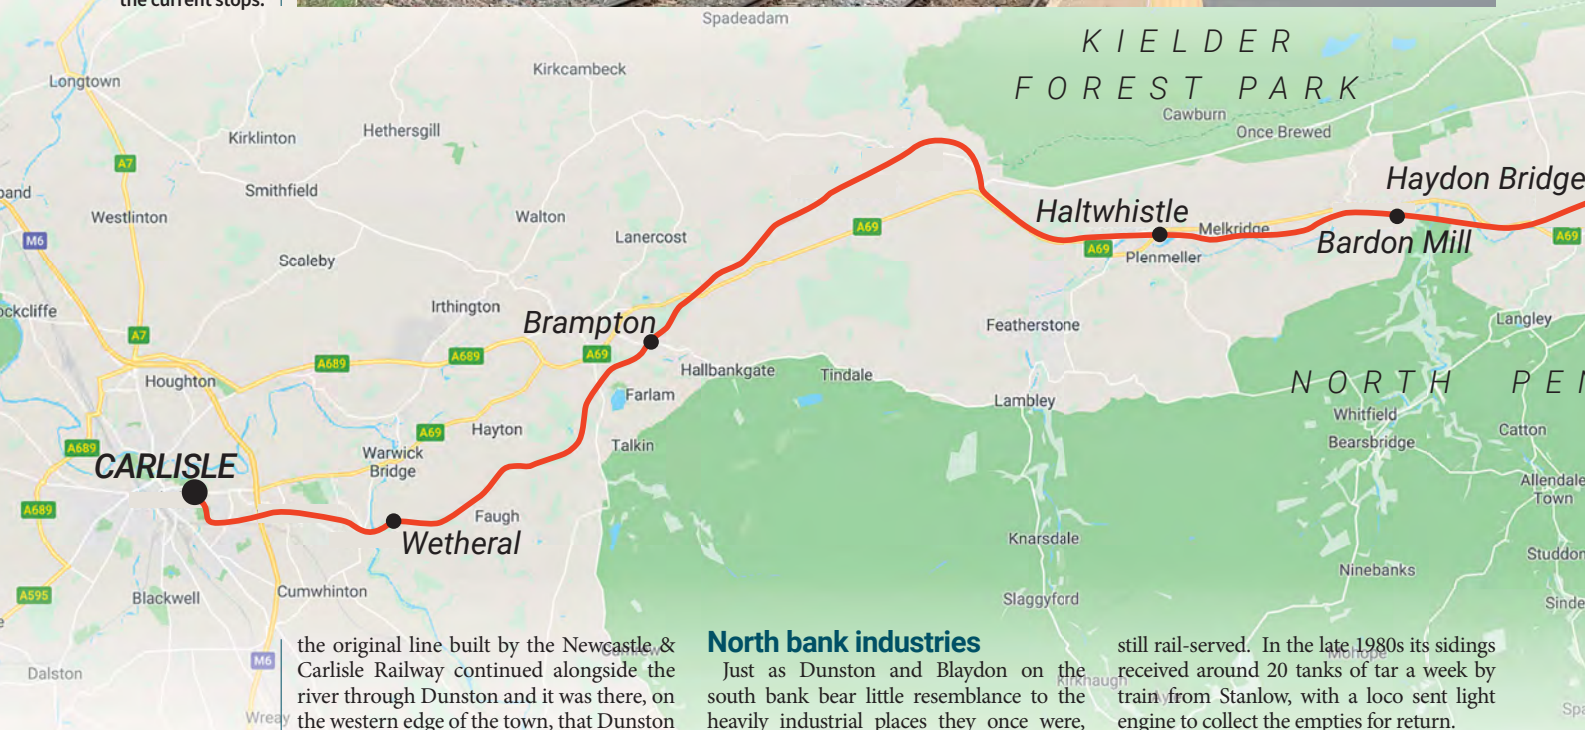 the current stops.
Spadeadam
KIELDER
FOREST PARK
Kirkcambeck
Longtown
Cawburn
Once Brewed
Kirklinton
Hethersgill
A7
Haydon Bridge
Smithfield
Haltwhistle
Westlinton
Walton
A69
Melkridge
M6
Lanercost
A69
A69
Bardon Mill
Scaleby
Plenmeller
Irthington
Brampton
Featherstone
Langley
A7
A689
A689
A69
Houghton
Hallbankgate
Tindale
NORTH PEN
Farlam
Lambley
Whitfield
A69
Hayton
Catton
A689
Talkin
Bearsbridge
Warwick
Bridge
CARLISLE
Allendale
Town
A689
Faugh
Wetheral
Knarsdale
Studdon
Ninebanks
A595
Blackwell
Cumwhinton
Slaggyford
Sinde
M6
Dalston
Wreay
Kirkhaugh
the original line built by the Newcastle &
Carlisle Railway continued alongside the
river through Dunston and it was there, on
the western edge of the town, that Dunston
North bank industries
Just as Dunston and Blaydon on the
south bank bear little resemblance to the
heavily industrial places they once were,
still rail-served. In the late 1980s its sidings
received around 20 tanks of tar a week by
train from Stanlow, with a loco sent light
engine to collect the empties for return.